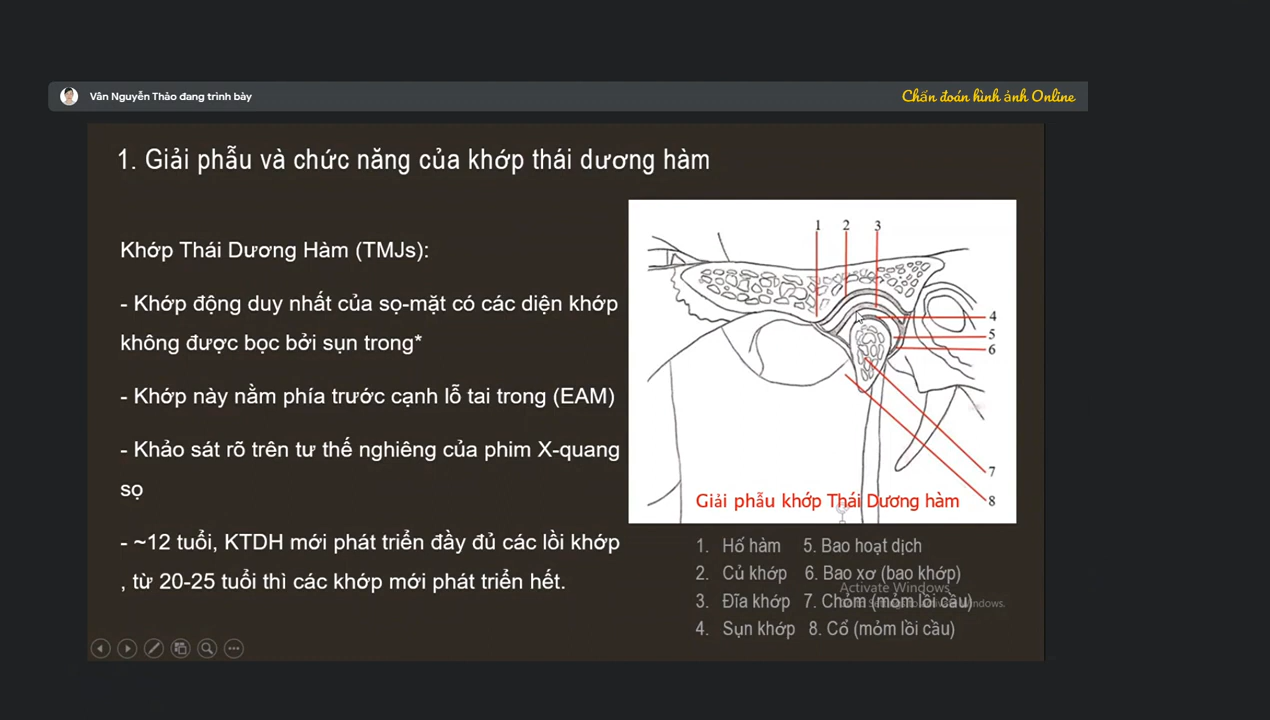 Vân Nguyễn Thảo đang trình bày
Chẩn đoán hình ảnh Online
1. Giải phẫu và chức năng của khớp thái dương hàm
Khớp Thái Dương Hàm (TMJs):
- Khớp động duy nhất của sọ-mặt có các diện khớp
không được bọc bởi sụn trong*
- Khớp này nằm phía trước cạnh lỗ tai trong (EAM)
- Khảo sát rõ trên tư thế nghiêng của phim X-quang
sọ
- ~12 tuổi, KTDH mới phát triển đầy đủ các lồi khớp
, từ 20-25 tuổi thì các khớp mới phát triển hết.
1 2 3
4
5
6
7
8
Giải phẫu khớp Thái Dương hàm
1. Hố hàm 5. Bao hoạt dịch
2. Củ khớp 6. Bao xơ (bao khớp)
3. Đĩa khớp 7. Chỏm (mỏm lồi cầu)
4. Sụn khớp 8. Cổ (mỏm lồi cầu)
Activate Windows